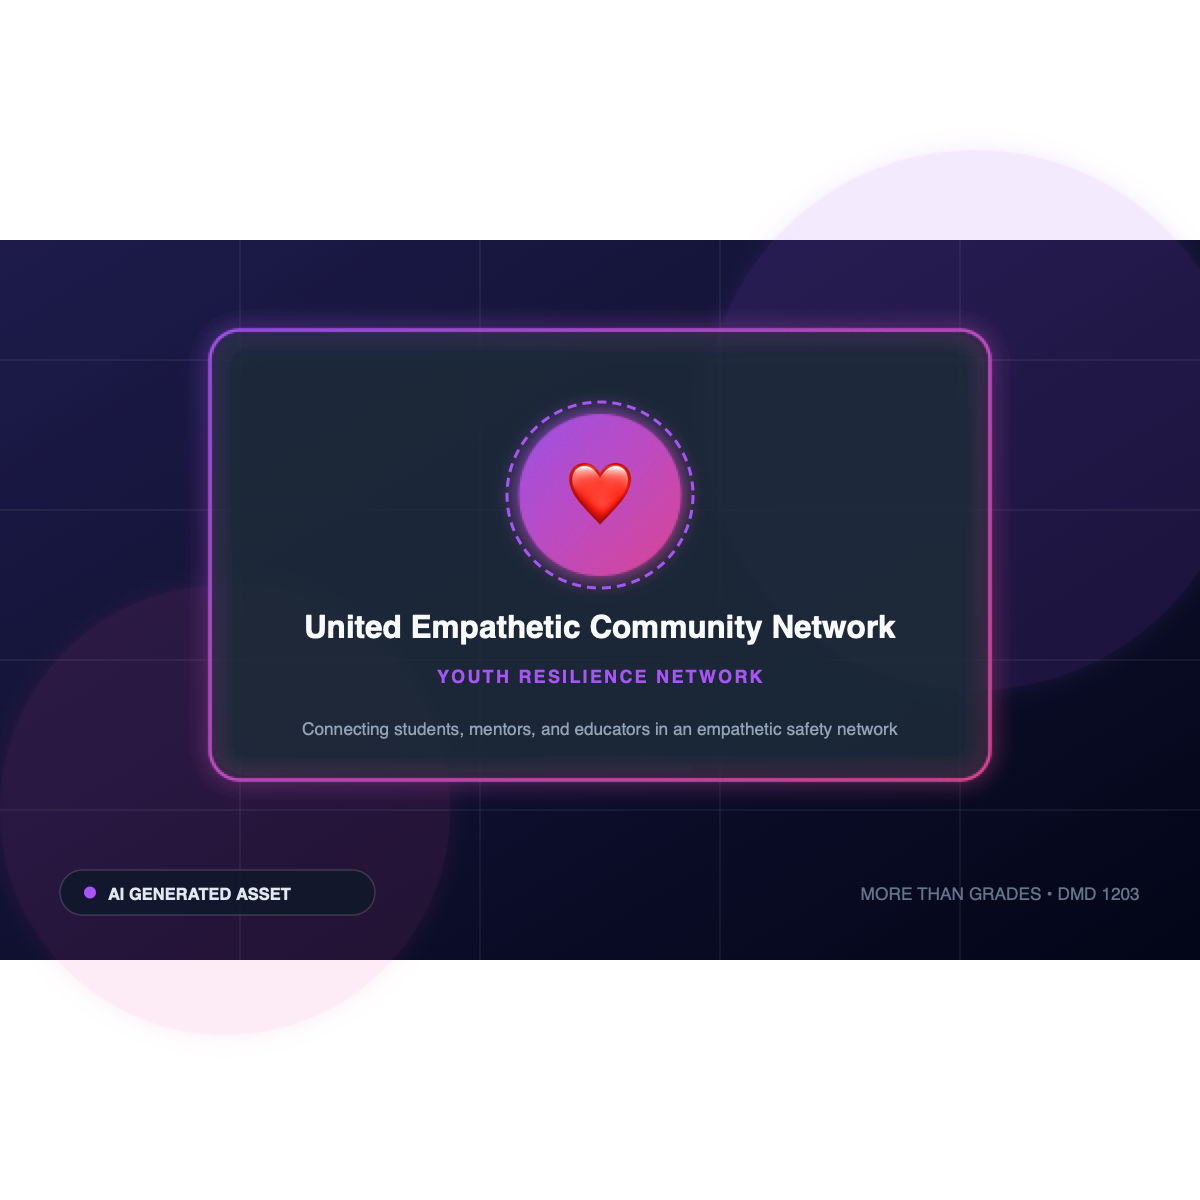 United Empathetic Community Network
YOUTH RESILIENCE NETWORK
Connecting students, mentors, and educators in an empathetic safety network
AI GENERATED ASSET
MORE THAN GRADES • DMD 1203